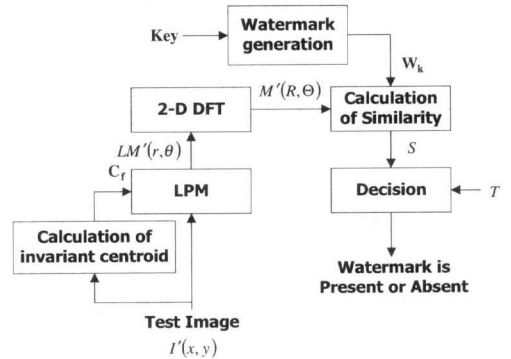 Key
Watermark
generation
W_k
M′(R,Θ)
2-D DFT
Calculation
of Similarity
LM′(r,θ)
S
C_f
LPM
Decision
T
Calculation of
invariant centroid
Watermark is
Present or Absent
Test Image
I′(x, y)